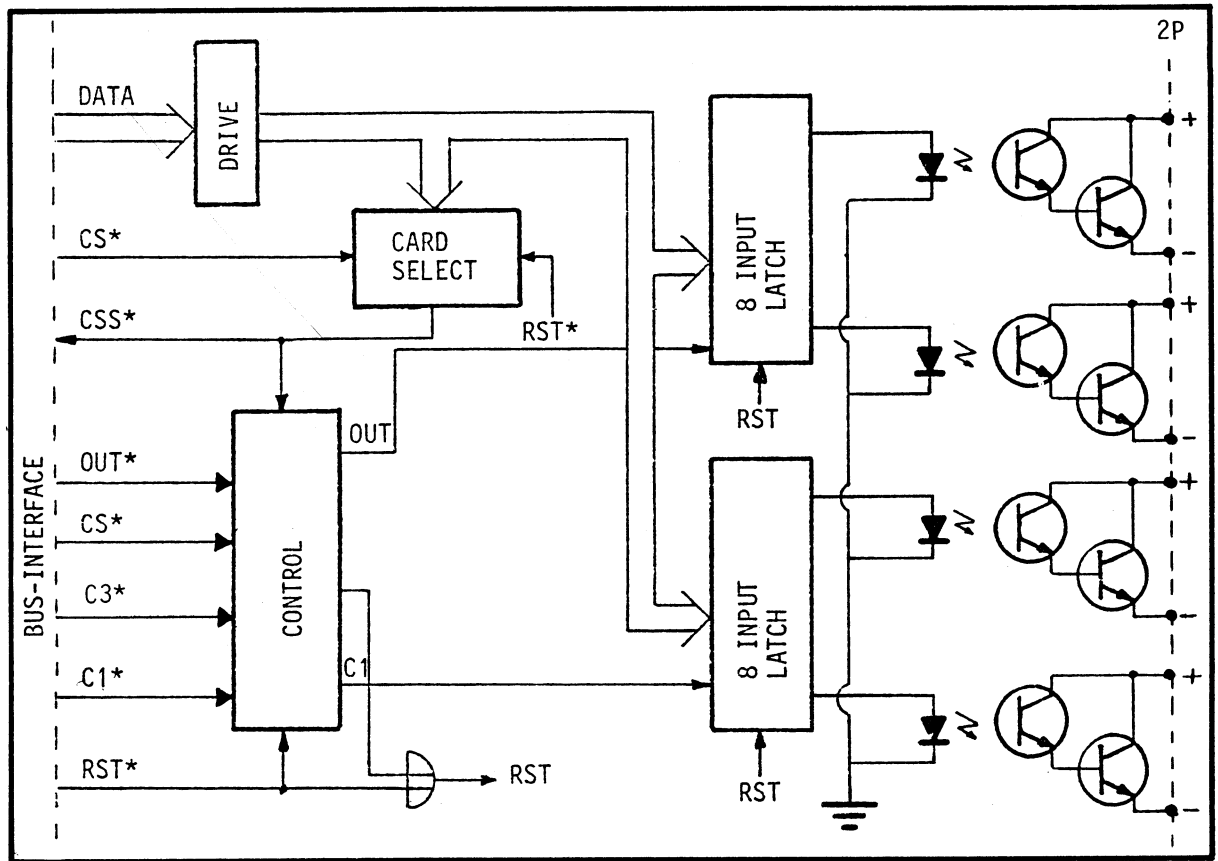 2P
DATA
DRIVE
+
CS*
CARD
SELECT
8 INPUT
LATCH
-
+
CSS*
RST*
RST
OUT
-
BUS-INTERFACE
OUT*
+
CS*
CONTROL
C3*
8 INPUT
LATCH
-
C1*
C1
+
RST*
RST
RST
-